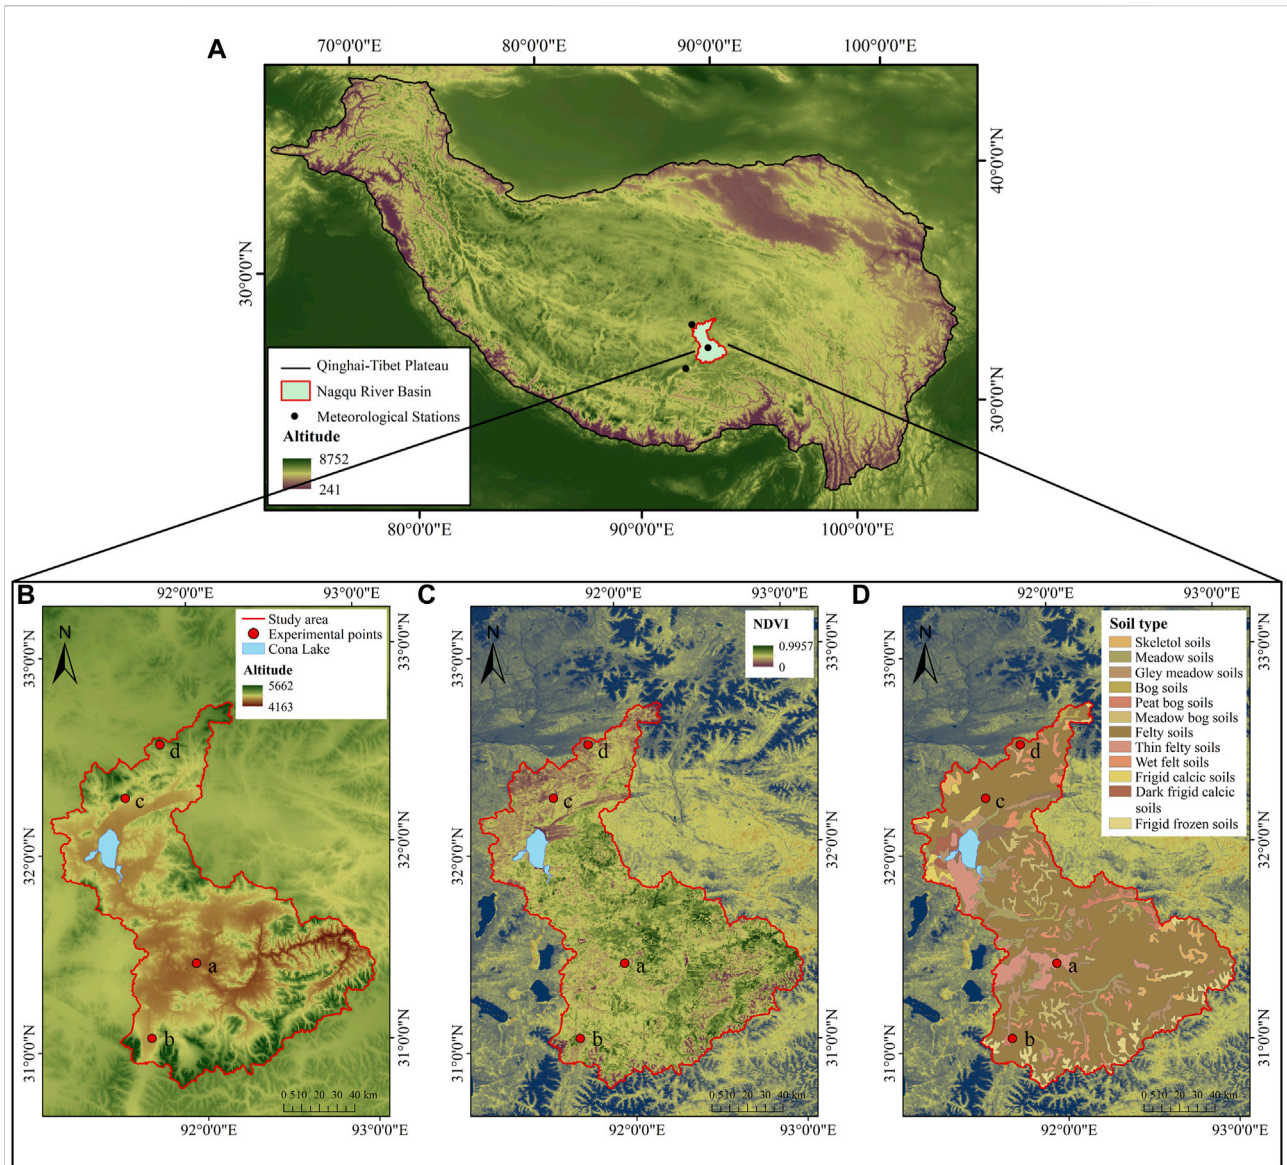 A
70°0'0"E
80°0'0"E
90°0'0"E
100°0'0"E
40°0'0"N
30°0'0"N
30°0'0"N
Qinghai-Tibet Plateau
Nagqu River Basin
Meteorological Stations
Altitude
8752
241
80°0'0"E
90°0'0"E
100°0'0"E
B
92°0'0"E
93°0'0"E
N
Study area
Experimental points
Cona Lake
Altitude
5662
4163
33°0'0"N
32°0'0"N
31°0'0"N
33°0'0"N
32°0'0"N
31°0'0"N
d
c
a
b
0 5 10 20 30 40 km
92°0'0"E
93°0'0"E
C
92°0'0"E
93°0'0"E
N
NDVI
0.9957
0
33°0'0"N
32°0'0"N
31°0'0"N
33°0'0"N
32°0'0"N
31°0'0"N
d
c
a
b
0 5 10 20 30 40 km
92°0'0"E
93°0'0"E
D
92°0'0"E
93°0'0"E
N
Soil type
Skeletol soils
Meadow soils
Gley meadow soils
Bog soils
Peat bog soils
Meadow bog soils
Felty soils
Thin felty soils
Wet felt soils
Frigid calcic soils
Dark frigid calcic
soils
Frigid frozen soils
33°0'0"N
32°0'0"N
31°0'0"N
33°0'0"N
32°0'0"N
31°0'0"N
d
c
a
b
0 5 10 20 30 40 km
92°0'0"E
93°0'0"E